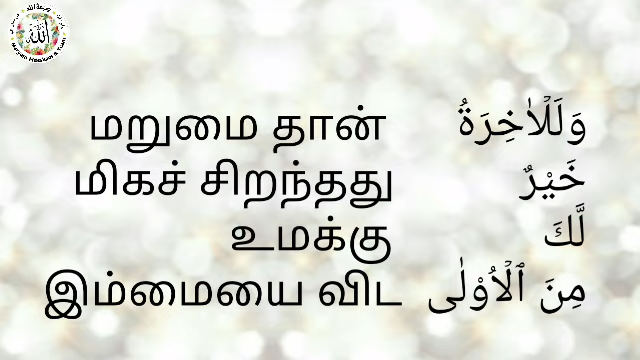 மறுமை தான் وَلَلْاٰخِرَةُ
மிகச் சிறந்தது خَيْرٌ
உமக்கு لَّكَ
இம்மையை விட مِنَ ٱلْاُوْلٰى